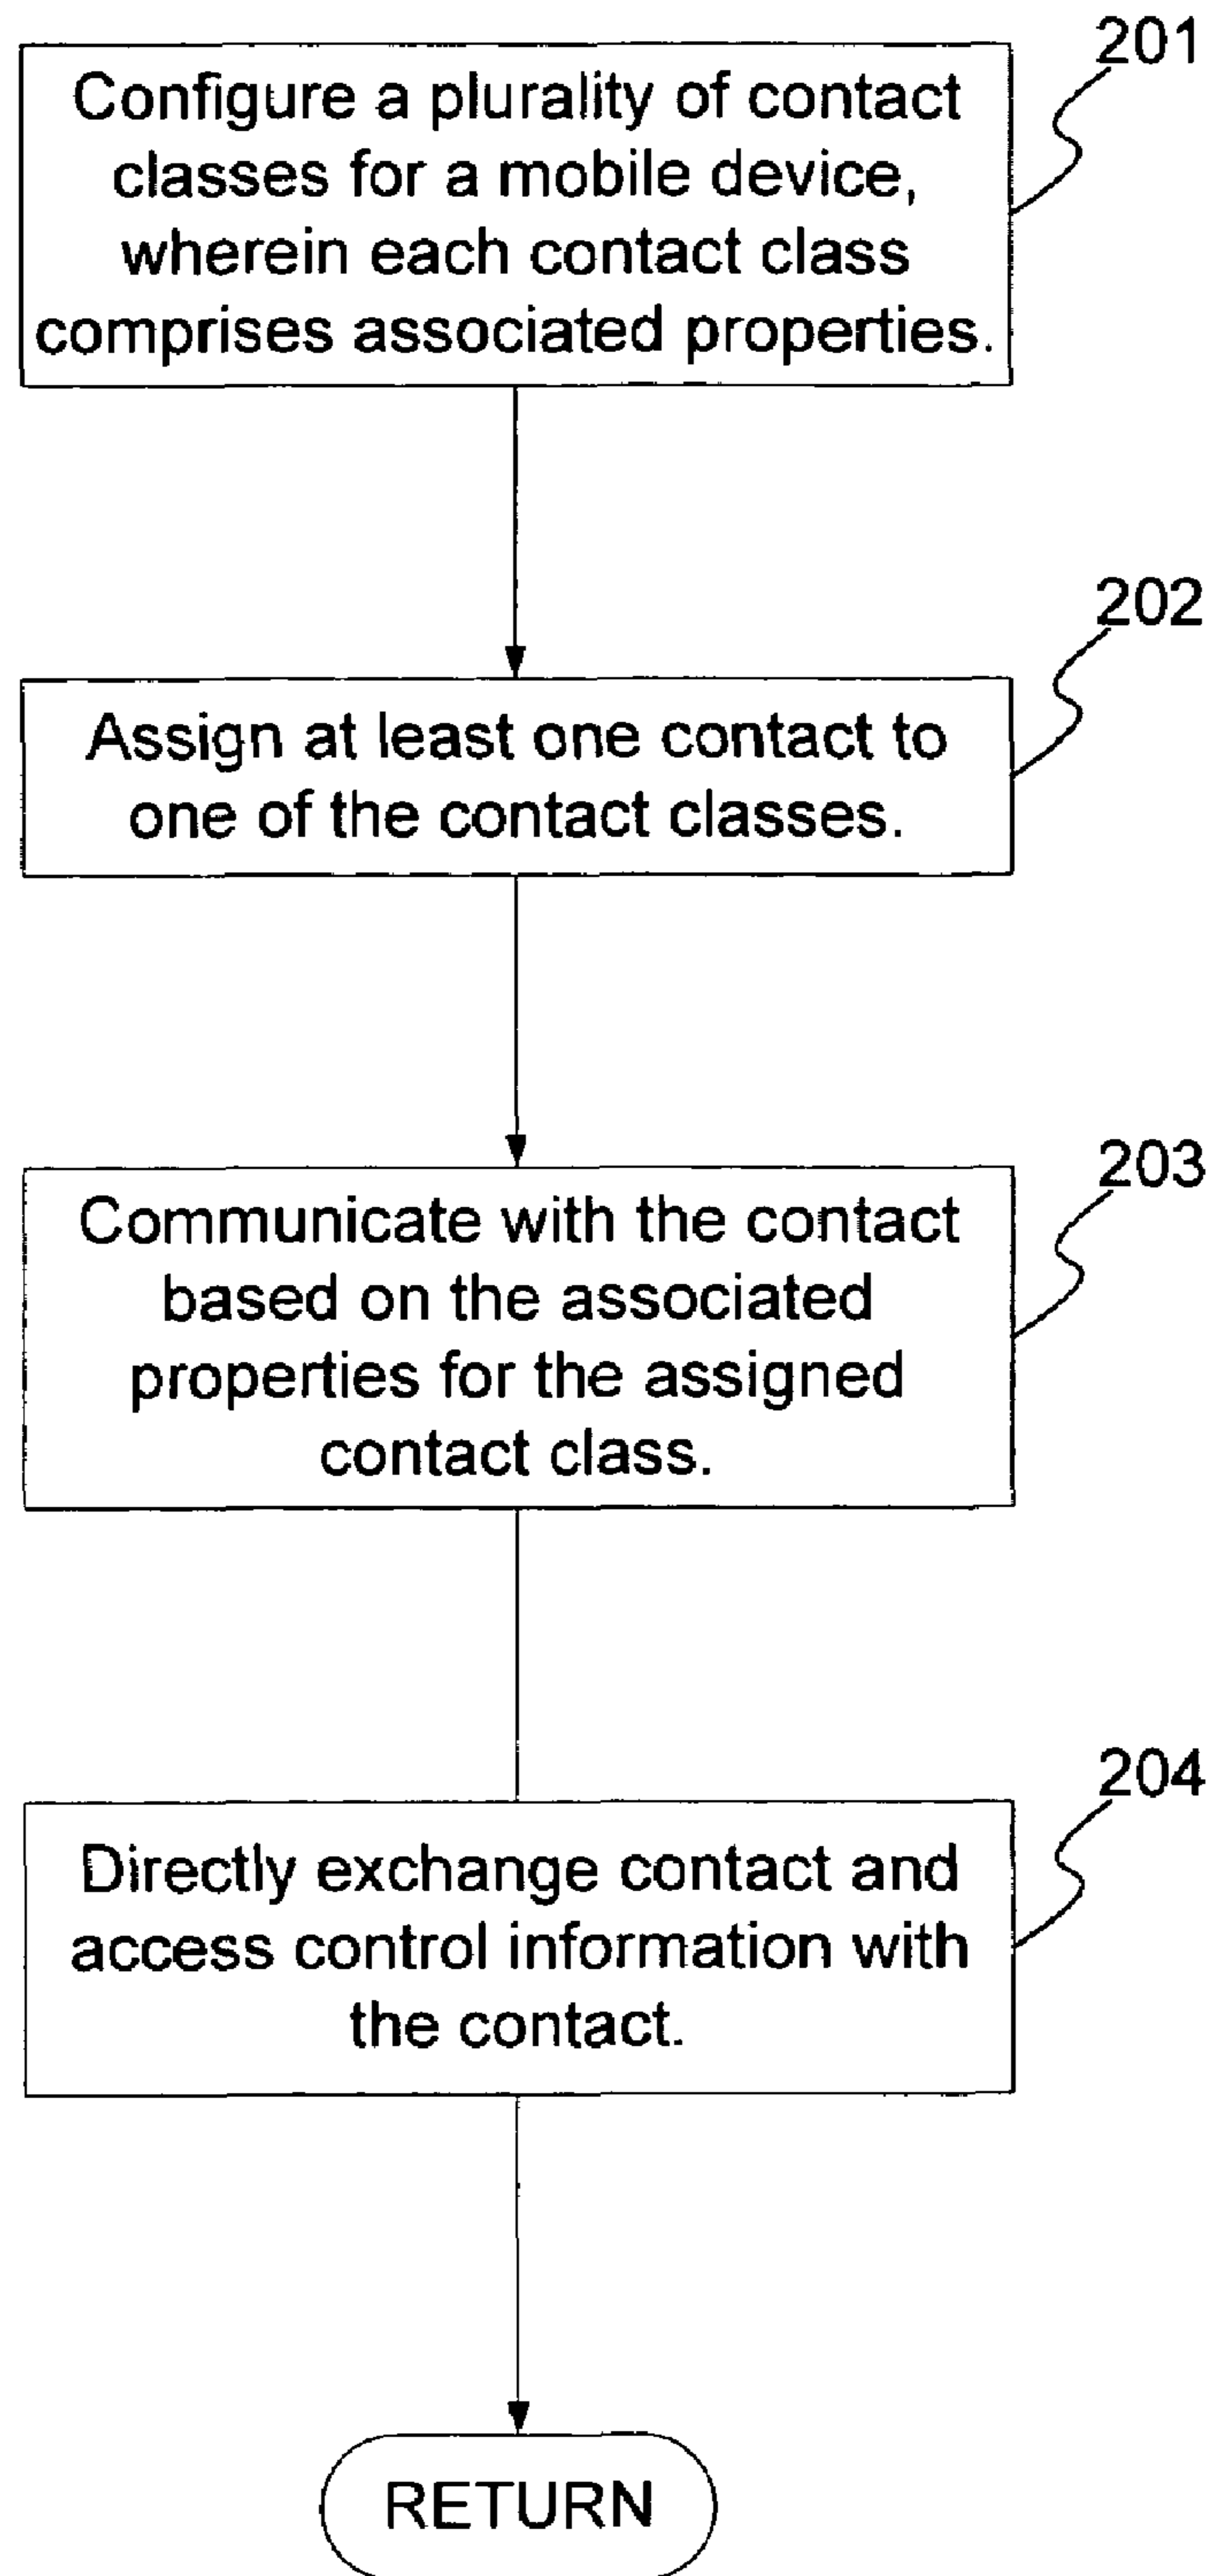 201
Configure a plurality of contact
classes for a mobile device,
wherein each contact class
comprises associated properties.
202
Assign at least one contact to
one of the contact classes.
203
Communicate with the contact
based on the associated
properties for the assigned
contact class.
204
Directly exchange contact and
access control information with
the contact.
RETURN